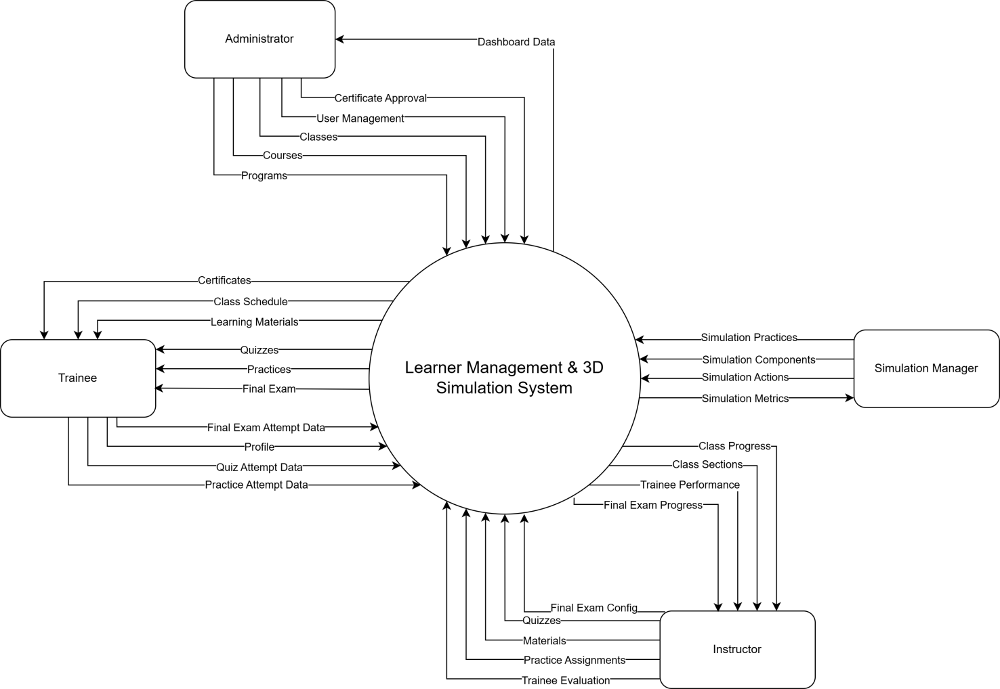 Administrator
Dashboard Data
Certificate Approval
User Management
Classes
Courses
Programs
Certificates
Class Schedule
Learning Materials
Quizzes
Practices
Final Exam
Trainee
Final Exam Attempt Data
Profile
Quiz Attempt Data
Practice Attempt Data
Learner Management & 3D
Simulation System
Simulation Practices
Simulation Components
Simulation Actions
Simulation Metrics
Simulation Manager
Class Progress
Class Sections
Trainee Performance
Final Exam Progress
Final Exam Config
Quizzes
Materials
Practice Assignments
Trainee Evaluation
Instructor